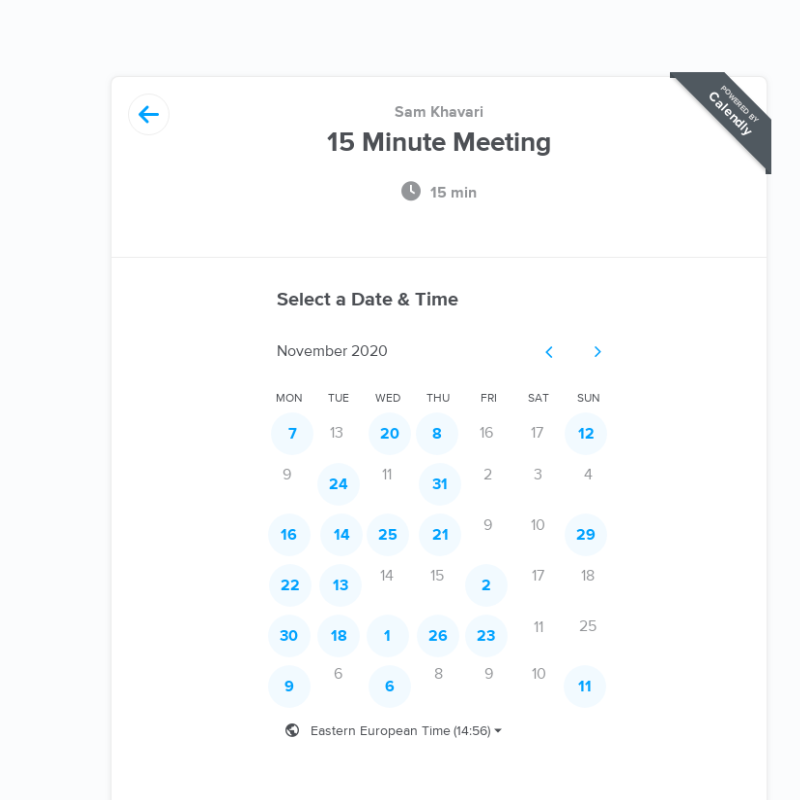 POWERED BY
Calendly
Sam Khavari
15 Minute Meeting
15 min
Select a Date & Time
November 2020
MON TUE WED THU FRI SAT SUN
7 13 20 8 16 17 12
9 24 11 31 2 3 4
16 14 25 21 9 10 29
22 13 14 15 2 17 18
30 18 1 26 23 11 25
9 6 6 8 9 10 11
Eastern European Time (14:56)